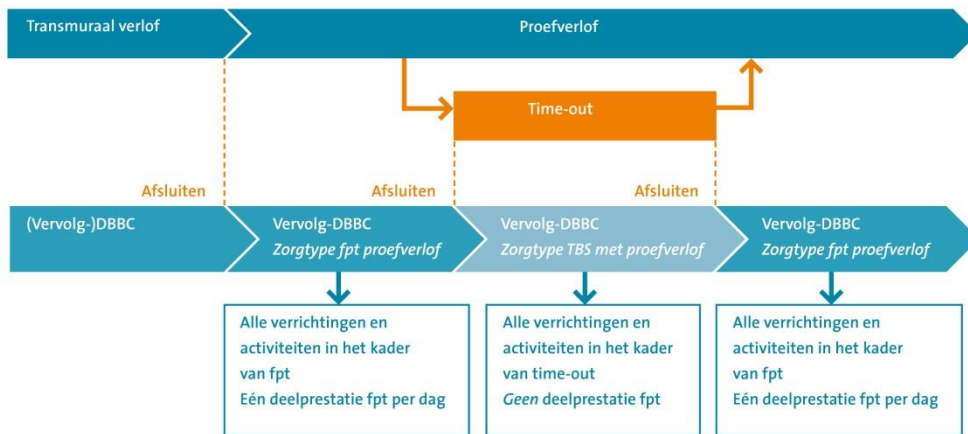 Transmuraal verlof
Proefverlof
Time-out
Afsluiten
Afsluiten
Afsluiten
(Vervolg-)DBBC
Vervolg-DBBC
Zorgtype fpt proefverlof
Vervolg-DBBC
Zorgtype TBS met proefverlof
Vervolg-DBBC
Zorgtype fpt proefverlof
Alle verrichtingen en
activiteiten in het kader
van fpt
Eén deelprestatie fpt per dag
Alle verrichtingen en
activiteiten in het kader
van time-out
Geen deelprestatie fpt
Alle verrichtingen en
activiteiten in het kader
van fpt
Eén deelprestatie fpt per dag